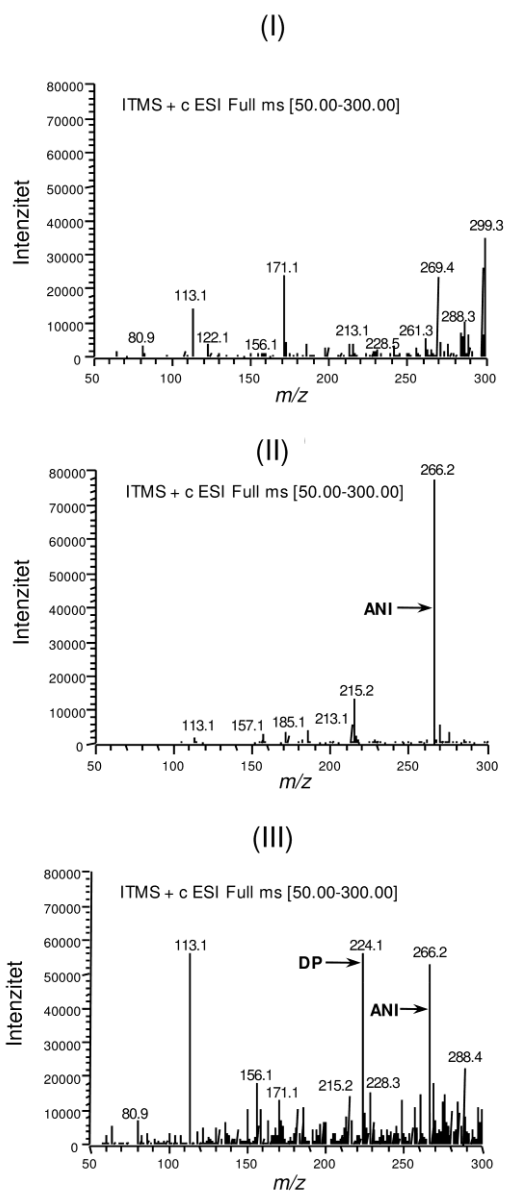 (I)
ITMS + c ESI Full ms [50.00-300.00]
Intenzitet
80000
70000
60000
50000
40000
30000
20000
10000
0
299.3
171.1
269.4
113.1
288.3
80.9
122.1
156.1
213.1
228.5
261.3
50 100 150 200 250 300
m/z
(II)
ITMS + c ESI Full ms [50.00-300.00]
Intenzitet
80000
70000
60000
50000
40000
30000
20000
10000
0
266.2
ANI
215.2
113.1
157.1
185.1
213.1
50 100 150 200 250 300
m/z
(III)
ITMS + c ESI Full ms [50.00-300.00]
Intenzitet
80000
70000
60000
50000
40000
30000
20000
10000
0
113.1
224.1
266.2
DP
ANI
288.4
156.1
171.1
215.2
228.3
80.9
50 100 150 200 250 300
m/z